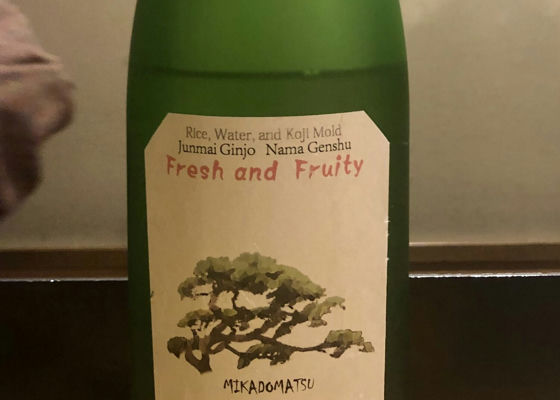 Rice, Water, and Koji Mold
Junmai Ginjo Nama Genshu
Fresh and Fruity
MIKADOMATSU